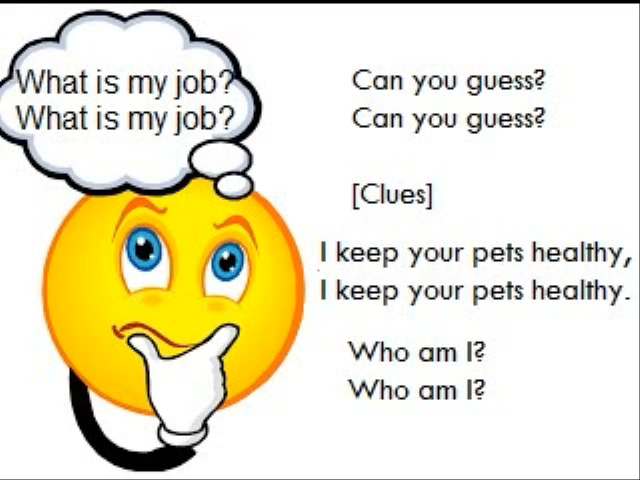 What is my job?
What is my job?
Can you guess?
Can you guess?
[Clues]
I keep your pets healthy,
I keep your pets healthy.
Who am I?
Who am I?